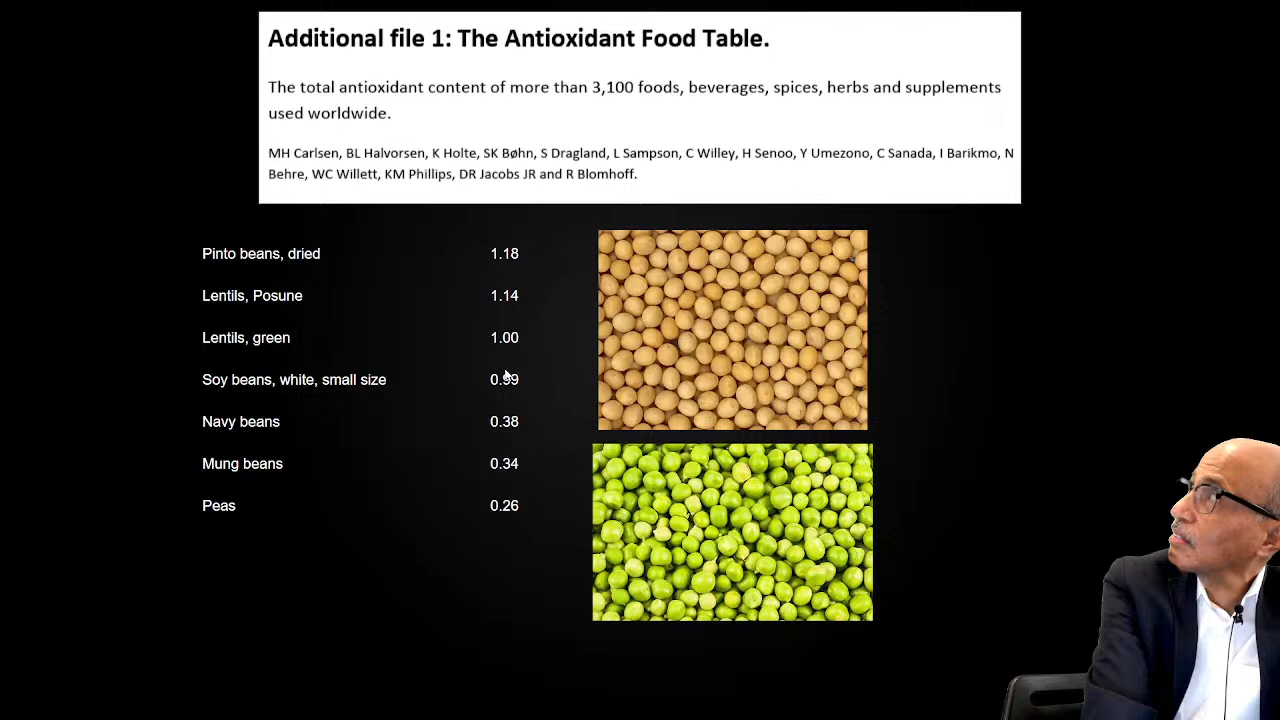 Additional file 1: The Antioxidant Food Table.
The total antioxidant content of more than 3,100 foods, beverages, spices, herbs and supplements
used worldwide.
MH Carlsen, BL Halvorsen, K Holte, SK Bøhn, S Dragland, L Sampson, C Willey, H Senoo, Y Umezono, C Sanada, I Barikmo, N
Behre, WC Willett, KM Phillips, DR Jacobs JR and R Blomhoff.
Pinto beans, dried 1.18
Lentils, Posune 1.14
Lentils, green 1.00
Soy beans, white, small size 0.99
Navy beans 0.38
Mung beans 0.34
Peas 0.26